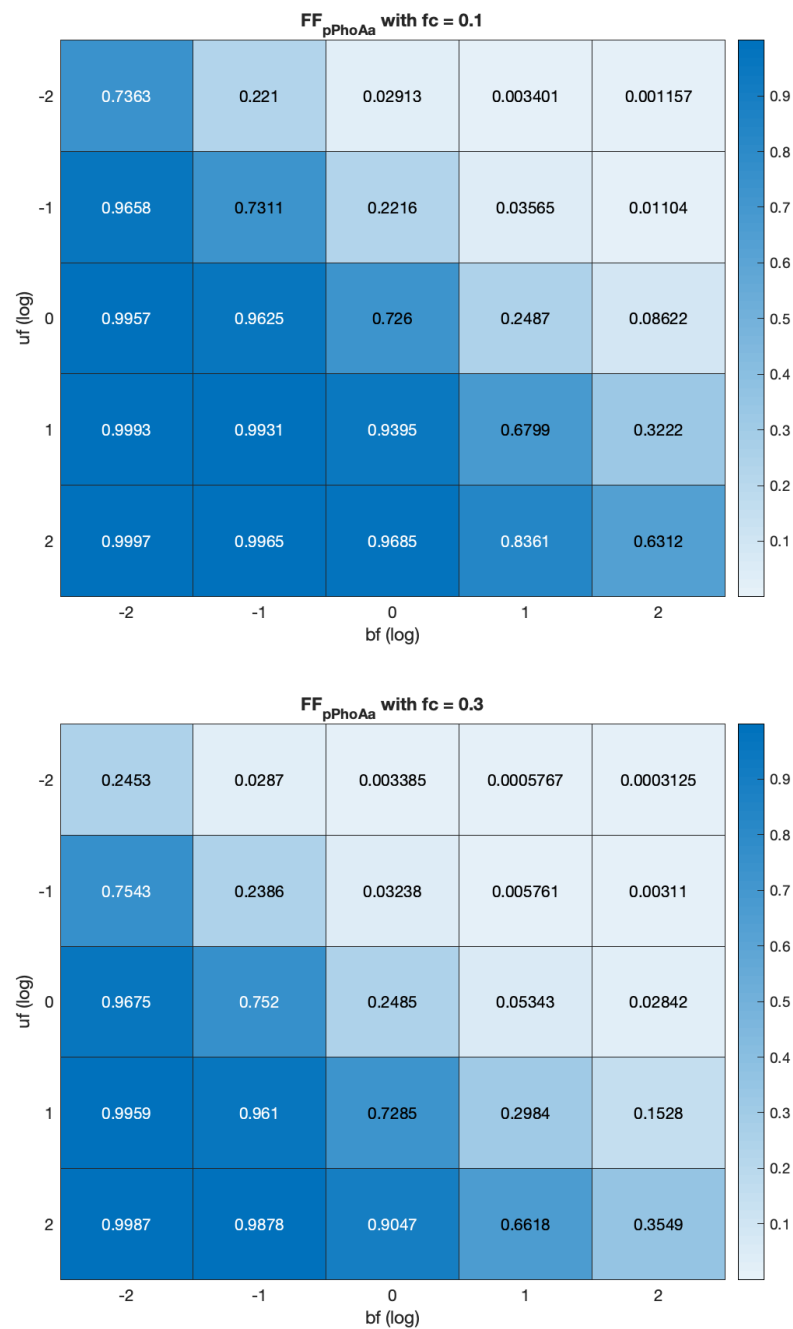 FF_pPhoAa with fc = 0.1
-2 0.7363 0.221 0.02913 0.003401 0.001157
-1 0.9658 0.7311 0.2216 0.03565 0.01104
0 0.9957 0.9625 0.726 0.2487 0.08622
1 0.9993 0.9931 0.9395 0.6799 0.3222
2 0.9997 0.9965 0.9685 0.8361 0.6312
-2 -1 0 1 2
bf (log)
uf (log)
0.9
0.8
0.7
0.6
0.5
0.4
0.3
0.2
0.1
FF_pPhoAa with fc = 0.3
-2 0.2453 0.0287 0.003385 0.0005767 0.0003125
-1 0.7543 0.2386 0.03238 0.005761 0.00311
0 0.9675 0.752 0.2485 0.05343 0.02842
1 0.9959 0.961 0.7285 0.2984 0.1528
2 0.9987 0.9878 0.9047 0.6618 0.3549
-2 -1 0 1 2
bf (log)
uf (log)
0.9
0.8
0.7
0.6
0.5
0.4
0.3
0.2
0.1